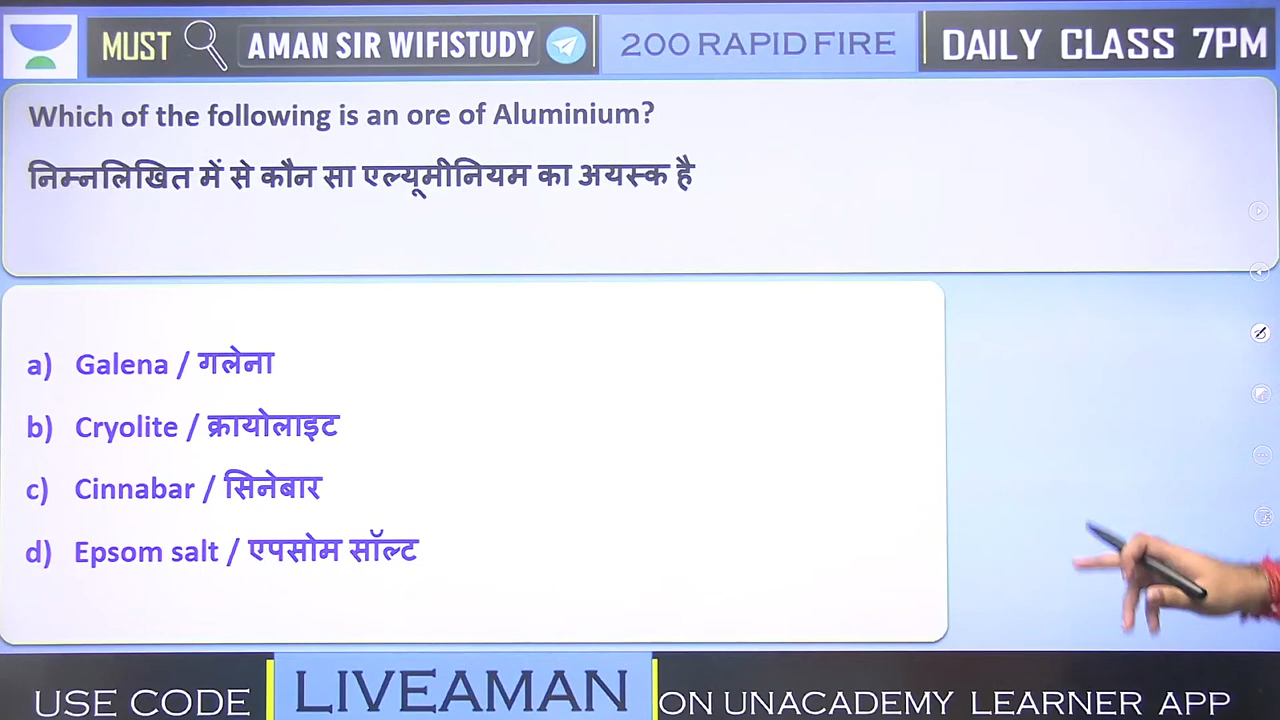 MUST AMAN SIR WIFISTUDY 200 RAPID FIRE DAILY CLASS 7PM
Which of the following is an ore of Aluminium?
निम्नलिखित में से कौन सा एल्यूमीनियम का अयस्क है
a) Galena / गलेना
b) Cryolite / क्रायोलाइट
c) Cinnabar / सिनेबार
d) Epsom salt / एपसोम सॉल्ट
USE CODE LIVEAMAN ON UNACADEMY LEARNER APP